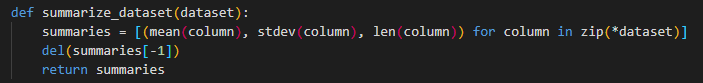 def summarize_dataset(dataset):
    summaries = [(mean(column), stdev(column), len(column)) for column in zip(*dataset)]
    del(summaries[-1])
    return summaries